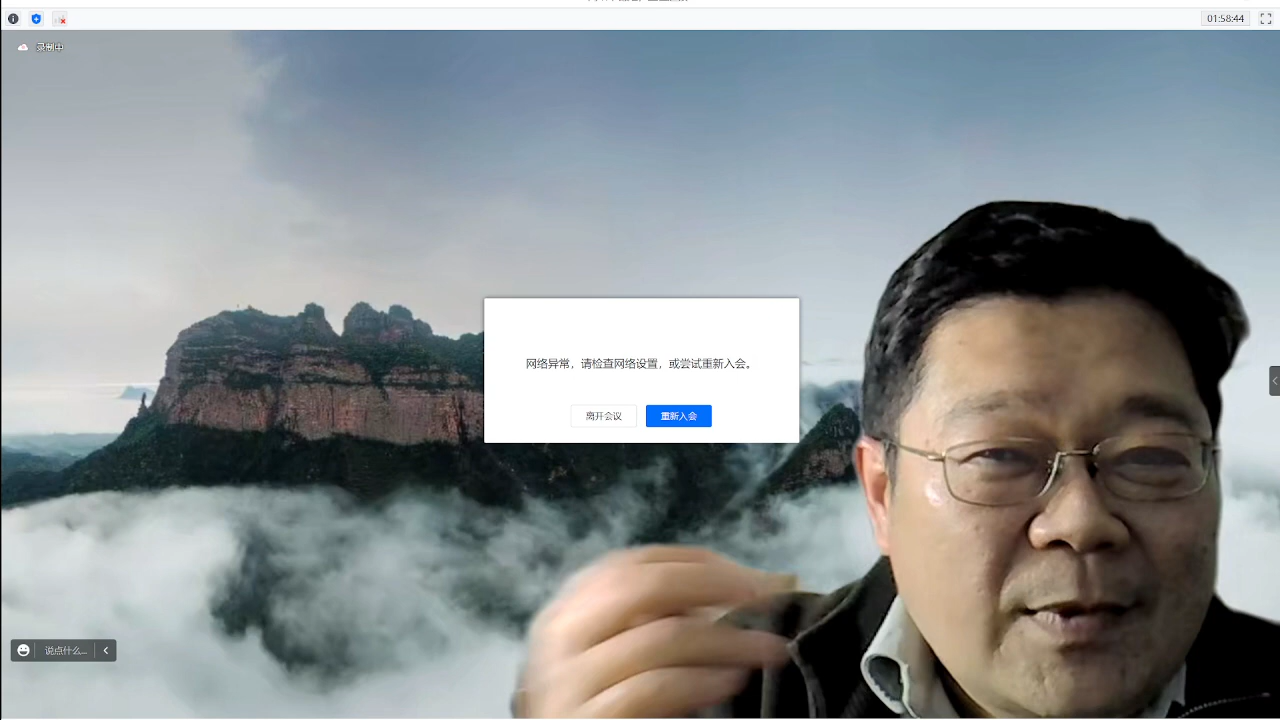 01:58:44
录制中
网络异常，请检查网络设置，或尝试重新入会。
离开会议
重新入会
说点什么...